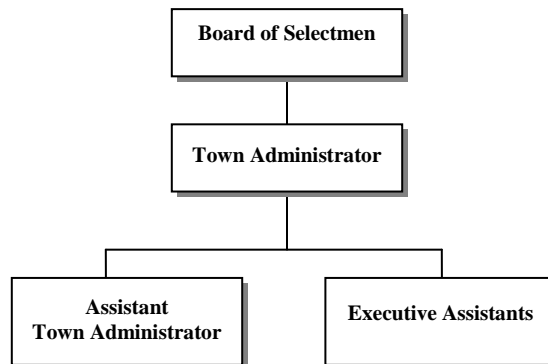 Board of Selectmen
Town Administrator
Assistant
Town Administrator
Executive Assistants